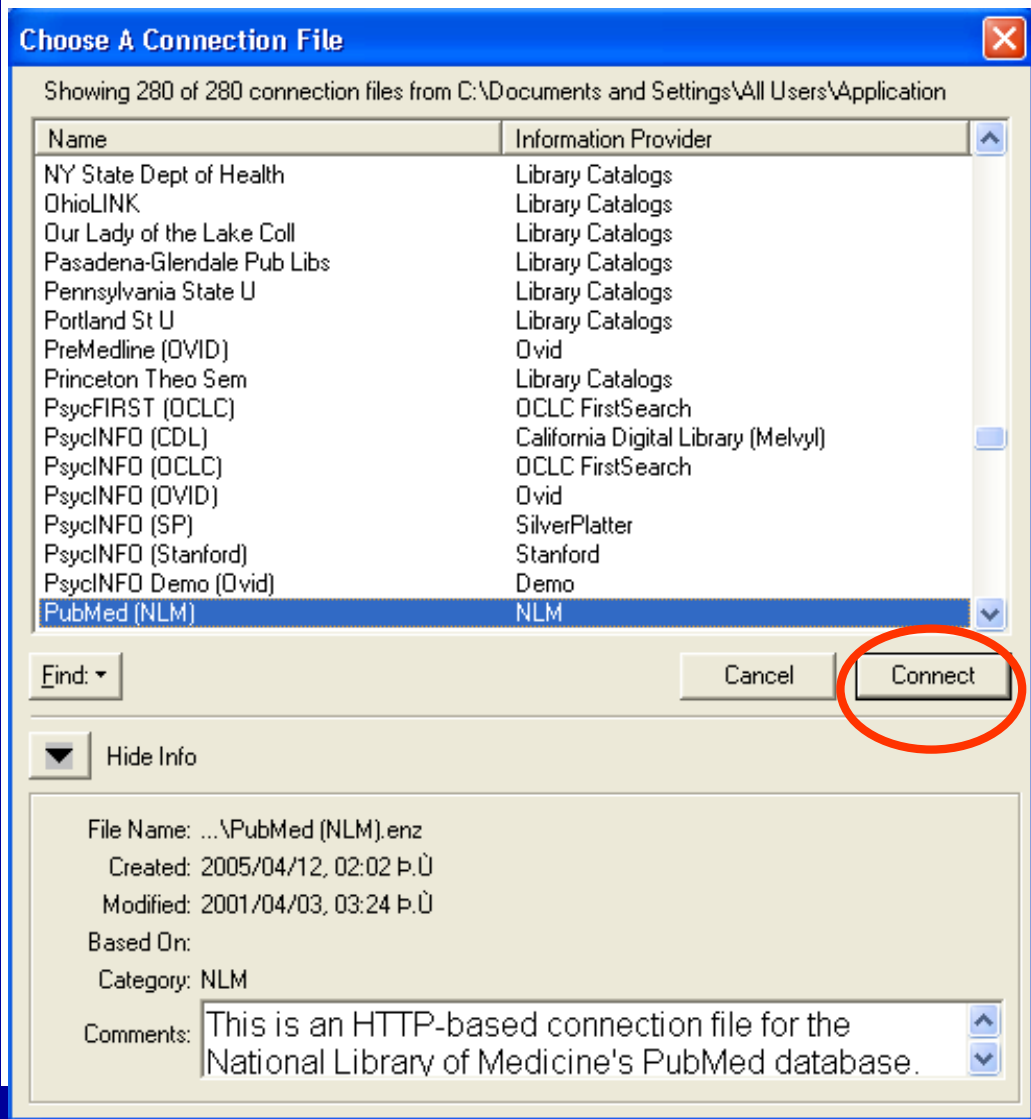 Choose A Connection File
Showing 280 of 280 connection files from C:\Documents and Settings\All Users\Application
Name Information Provider
NY State Dept of Health Library Catalogs
OhioLINK Library Catalogs
Our Lady of the Lake Coll Library Catalogs
Pasadena-Glendale Pub Libs Library Catalogs
Pennsylvania State U Library Catalogs
Portland St U Library Catalogs
PreMedline (OVID) Ovid
Princeton Theo Sem Library Catalogs
PsycFIRST (OCLC) OCLC FirstSearch
PsycINFO (CDL) California Digital Library (Melvyl)
PsycINFO (OCLC) OCLC FirstSearch
PsycINFO (OVID) Ovid
PsycINFO (SP) SilverPlatter
PsycINFO (Stanford) Stanford
PsycINFO Demo (Ovid) Demo
PubMed (NLM) NLM
Find: Cancel Connect
Hide Info
File Name: ...\PubMed (NLM).enz
Created: 2005/04/12, 02:02 Þ.Ù
Modified: 2001/04/03, 03:24 Þ.Ù
Based On:
Category: NLM
Comments: This is an HTTP-based connection file for the
National Library of Medicine's PubMed database.